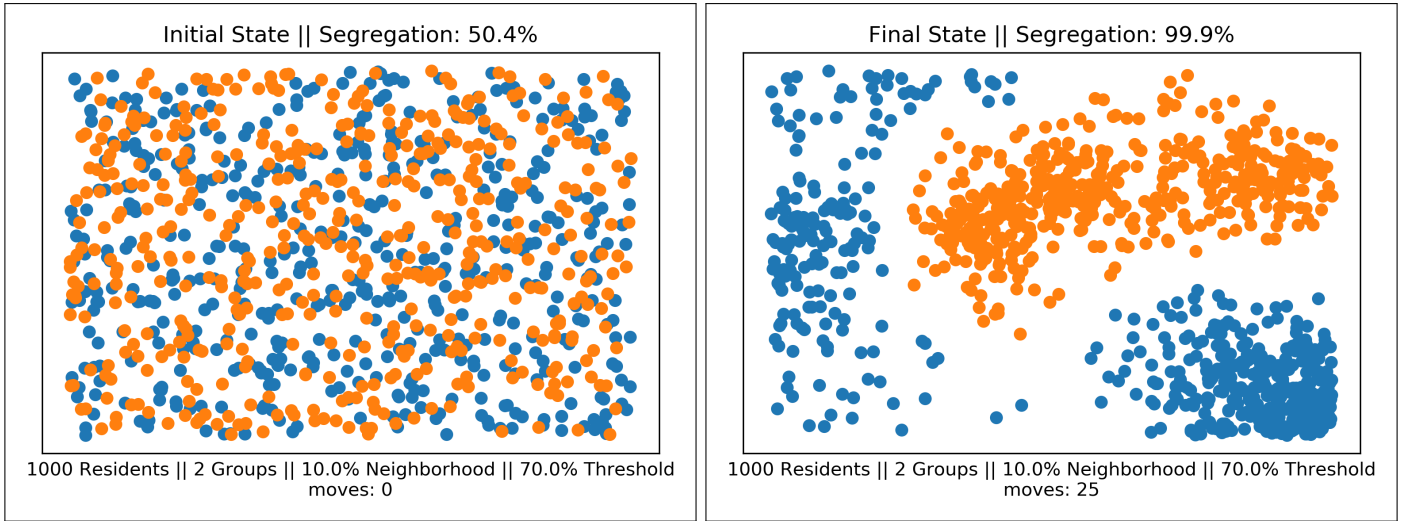 Initial State || Segregation: 50.4%
1000 Residents || 2 Groups || 10.0% Neighborhood || 70.0% Threshold
moves: 0
Final State || Segregation: 99.9%
1000 Residents || 2 Groups || 10.0% Neighborhood || 70.0% Threshold
moves: 25